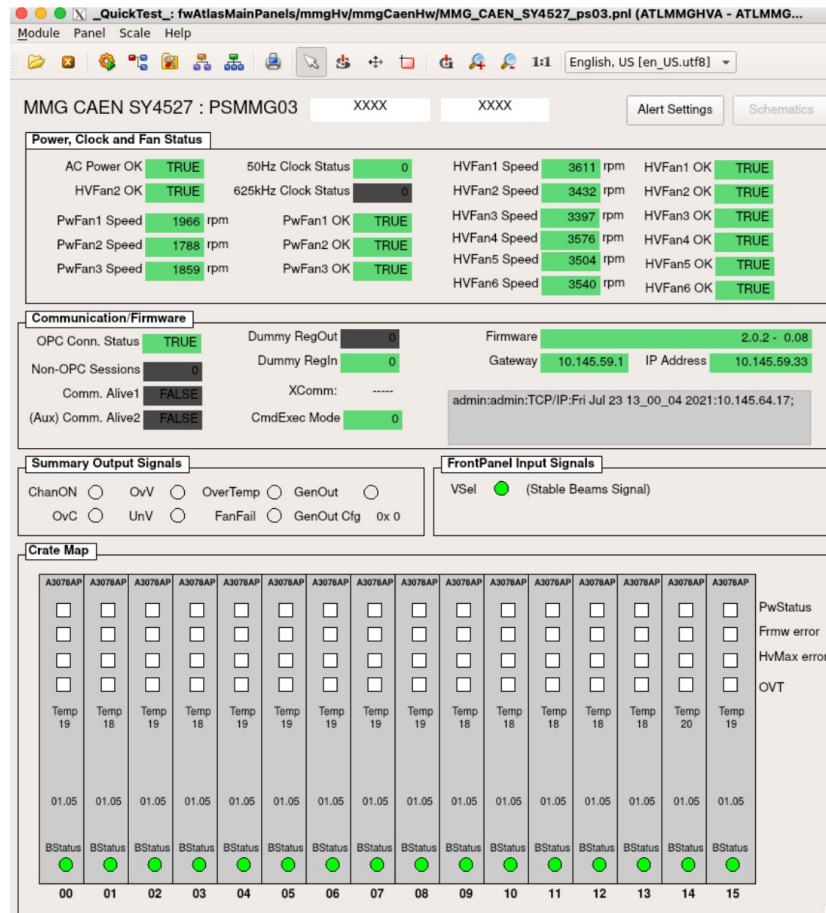 _QuickTest_: fwAtlasMainPanels/mmgHv/mmgCaenHw/MMG_CAEN_SY4527_ps03.pnl (ATLMMGHVA - ATLMMG...
Module Panel Scale Help
1:1 English, US [en_US.utf8]
MMG CAEN SY4527 : PSMMG03 XXXX XXXX Alert Settings Schematics
Power, Clock and Fan Status
AC Power OK TRUE 50Hz Clock Status 0 HVFan1 Speed 3611 rpm HVFan1 OK TRUE
HVFan2 OK TRUE 625kHz Clock Status 0 HVFan2 Speed 3432 rpm HVFan2 OK TRUE
PwFan1 Speed 1966 rpm PwFan1 OK TRUE HVFan3 Speed 3397 rpm HVFan3 OK TRUE
PwFan2 Speed 1788 rpm PwFan2 OK TRUE HVFan4 Speed 3576 rpm HVFan4 OK TRUE
PwFan3 Speed 1859 rpm PwFan3 OK TRUE HVFan5 Speed 3504 rpm HVFan5 OK TRUE
HVFan6 Speed 3540 rpm HVFan6 OK TRUE
Communication/Firmware
OPC Conn. Status TRUE Dummy RegOut 0 Firmware 2.0.2 - 0.08
Non-OPC Sessions 0 Dummy RegIn 0 Gateway 10.145.59.1 IP Address 10.145.59.33
Comm. Alive1 FALSE XComm: -----
(Aux) Comm. Alive2 FALSE CmdExec Mode 0
admin:admin:TCP/IP:Fri Jul 23 13_00_04 2021:10.145.64.17;
Summary Output Signals FrontPanel Input Signals
ChanON OvV OverTemp GenOut VSel (Stable Beams Signal)
OvC UnV FanFail GenOut Cfg 0x 0
Crate Map
A3078AP A3078AP A3078AP A3078AP A3078AP A3078AP A3078AP A3078AP A3078AP A3078AP A3078AP A3078AP A3078AP A3078AP A3078AP A3078AP
PwStatus
Frmw error
HvMax error
OVT
Temp Temp Temp Temp Temp Temp Temp Temp Temp Temp Temp Temp Temp Temp Temp Temp
19 18 19 18 19 19 19 19 19 18 18 18 18 18 20 19
01.05 01.05 01.05 01.05 01.05 01.05 01.05 01.05 01.05 01.05 01.05 01.05 01.05 01.05 01.05 01.05
BStatus BStatus BStatus BStatus BStatus BStatus BStatus BStatus BStatus BStatus BStatus BStatus BStatus BStatus BStatus BStatus
00 01 02 03 04 05 06 07 08 09 10 11 12 13 14 15